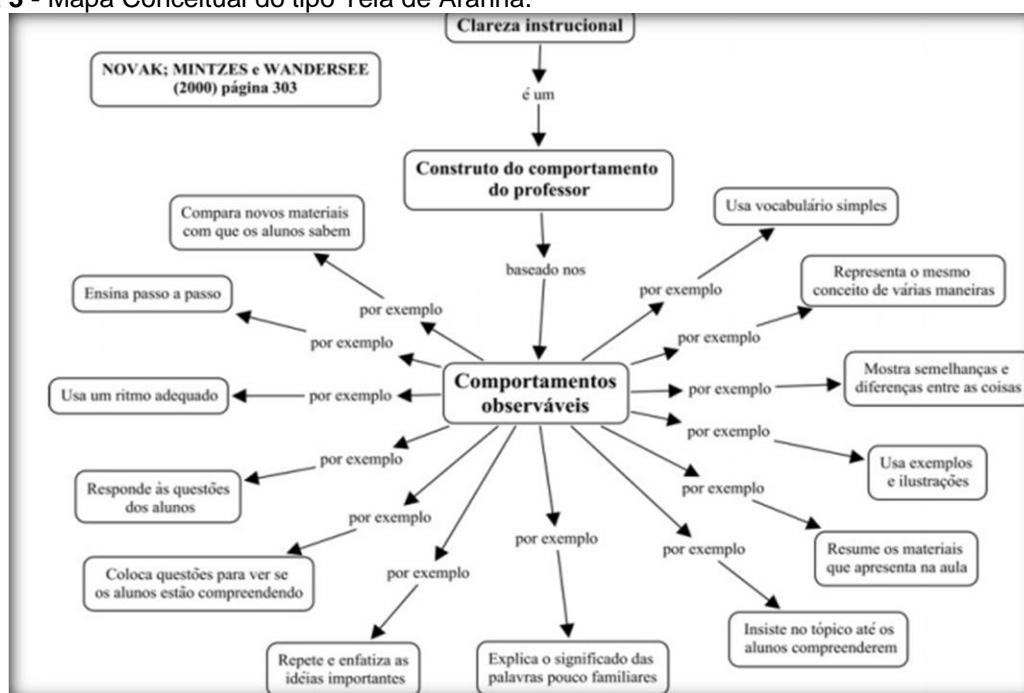 3 - Mapa Conceitual do tipo Teia de Aranha.
Clareza instrucional
NOVAK; MINTZES e WANDERSEE
(2000) página 303
é um
Construto do comportamento
do professor
Compara novos materiais
com que os alunos sabem
Usa vocabulário simples
baseado nos
Ensina passo a passo
por exemplo
por exemplo
Representa o mesmo
conceito de várias maneiras
por exemplo
por exemplo
Comportamentos
observáveis
Usa um ritmo adequado
por exemplo
por exemplo
Mostra semelhanças e
diferenças entre as coisas
por exemplo
por exemplo
Responde às questões
dos alunos
Usa exemplos
e ilustrações
por exemplo
por exemplo
Coloca questões para ver se
os alunos estão compreendendo
por exemplo
por exemplo
por exemplo
Resume os materiais
que apresenta na aula
Repete e enfatiza as
idéias importantes
Explica o significado das
palavras pouco familiares
Insiste no tópico até os
alunos compreenderem